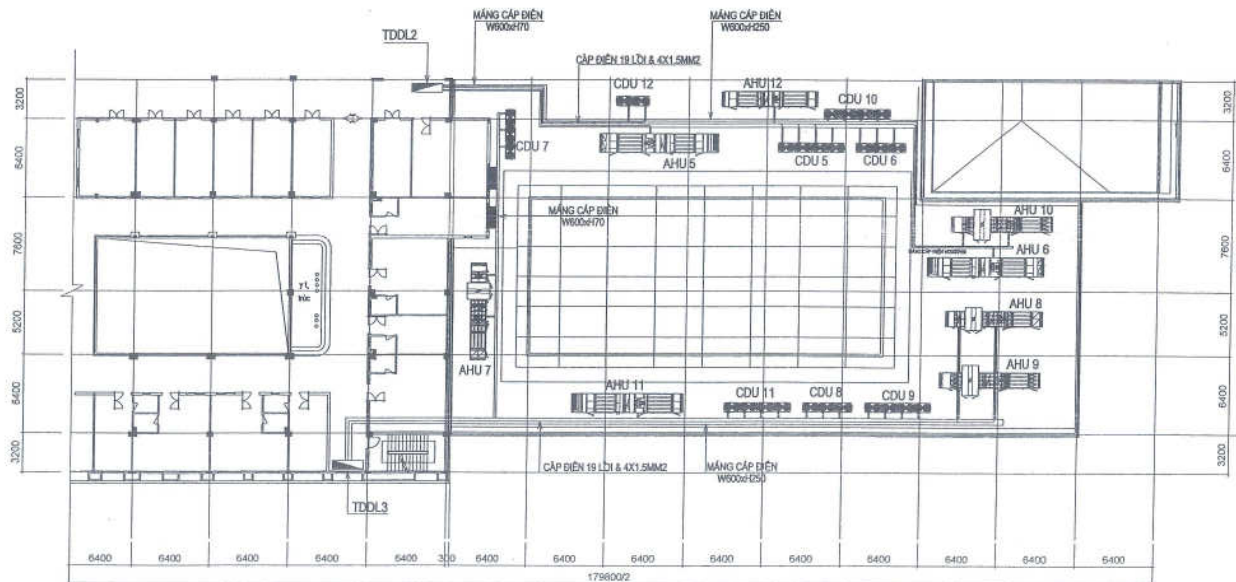 MÁNG CÁP ĐIỆN
W600xH70
MÁNG CÁP ĐIỆN
W600xH250
TDDL2
CÁP ĐIỆN 19 LÕI & 4X1,5MM2
CDU 12
AHU 12
CDU 10
CDU 7
AHU 5
CDU 5
CDU 6
MÁNG CÁP ĐIỆN
W600xH70
AHU 10
AHU 6
AHU 8
AHU 7
AHU 9
AHU 11
CDU 11
CDU 8
CDU 9
CÁP ĐIỆN 19 LÕI & 4X1.5MM2
MÁNG CÁP ĐIỆN
W600xH250
TDDL3
3200
6400
7600
5200
6400
3200
3200
6400
7600
5200
6400
3200
6400 6400 6400 6400 6400 300 6400 6400 6400 6400 6400 6400 6400 6400 6400
179800/2